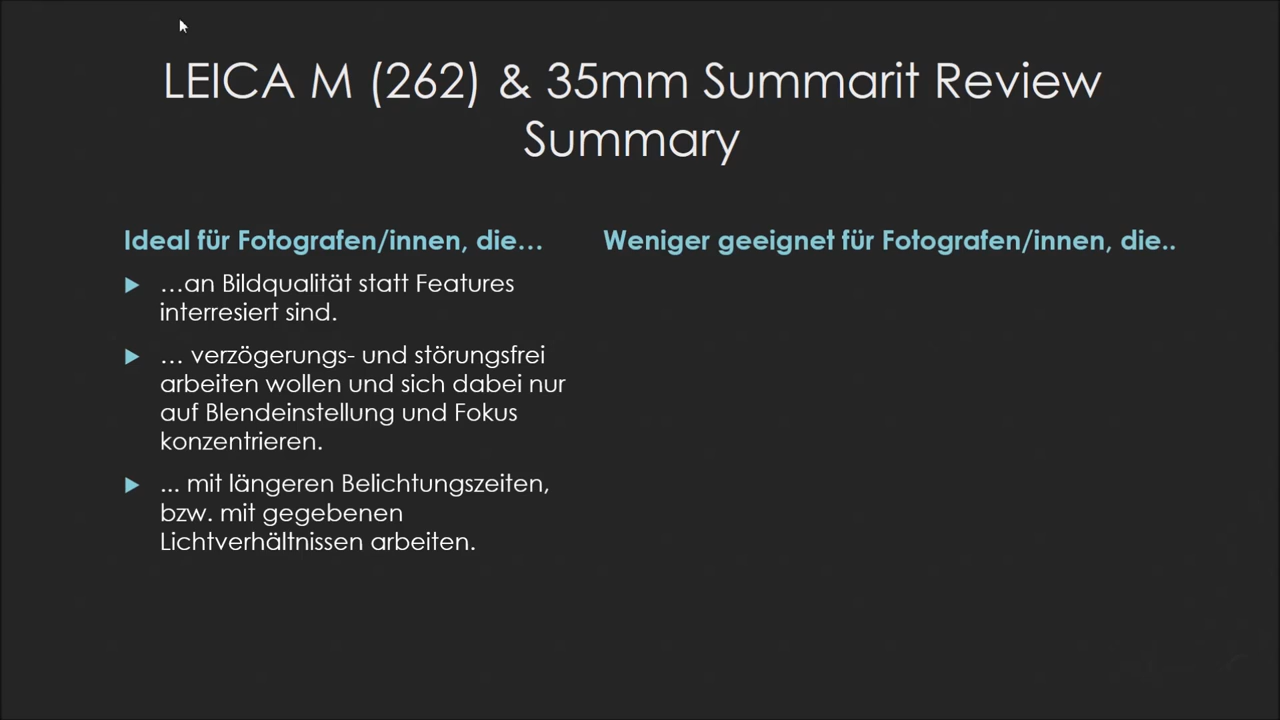 LEICA M (262) & 35mm Summarit Review
Summary
Ideal für Fotografen/innen, die…
…an Bildqualität statt Features
interresiert sind.
… verzögerungs- und störungsfrei
arbeiten wollen und sich dabei nur
auf Blendeinstellung und Fokus
konzentrieren.
... mit längeren Belichtungszeiten,
bzw. mit gegebenen
Lichtverhältnissen arbeiten.
Weniger geeignet für Fotografen/innen, die..